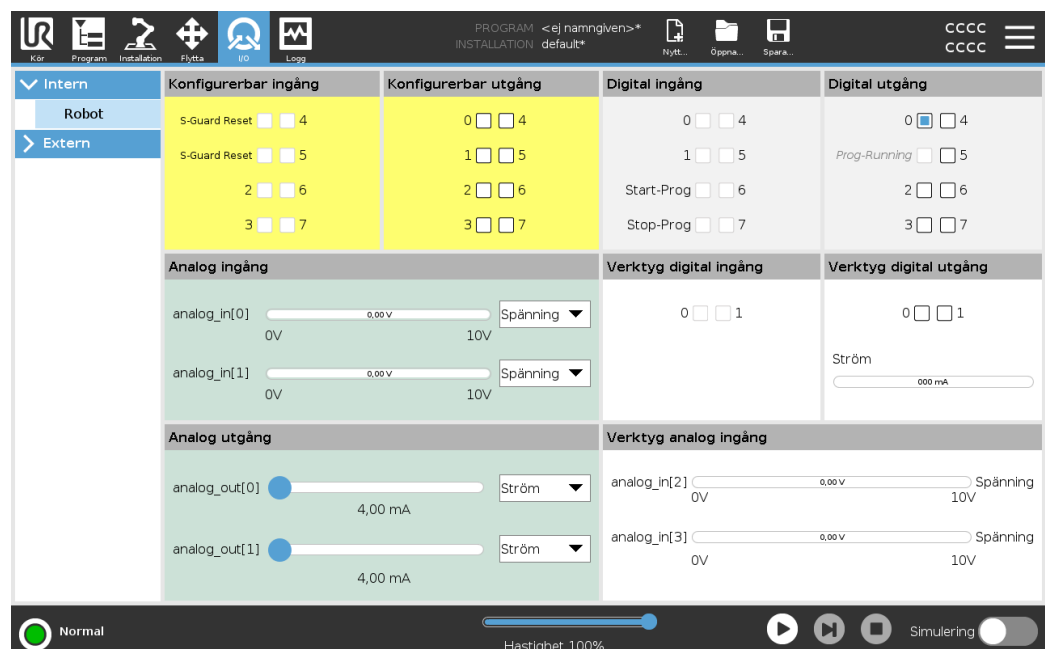 PROGRAM <ej namngiven>*
INSTALLATION default*
CCCC
CCCC
UR
Kör Program Installation Flytta I/O Logg Nytt... Öppna... Spara...
Intern
Robot
Extern
Konfigurerbar ingång
S-Guard Reset 4
S-Guard Reset 5
2 6
3 7
Konfigurerbar utgång
0 4
1 5
2 6
3 7
Digital ingång
0 4
1 5
Start-Prog 6
Stop-Prog 7
Digital utgång
0 4
Prog-Running 5
2 6
3 7
Analog ingång
analog_in[0] 0,00 V Spänning
0V 10V
analog_in[1] 0,00 V Spänning
0V 10V
Verktyg digital ingång
0 1
Verktyg digital utgång
0 1
Ström
000 mA
Analog utgång
analog_out[0] Ström
4,00 mA
analog_out[1] Ström
4,00 mA
Verktyg analog ingång
analog_in[2] 0,00 V Spänning
0V 10V
analog_in[3] 0,00 V Spänning
0V 10V
Normal
Hastighet 100%
Simulering